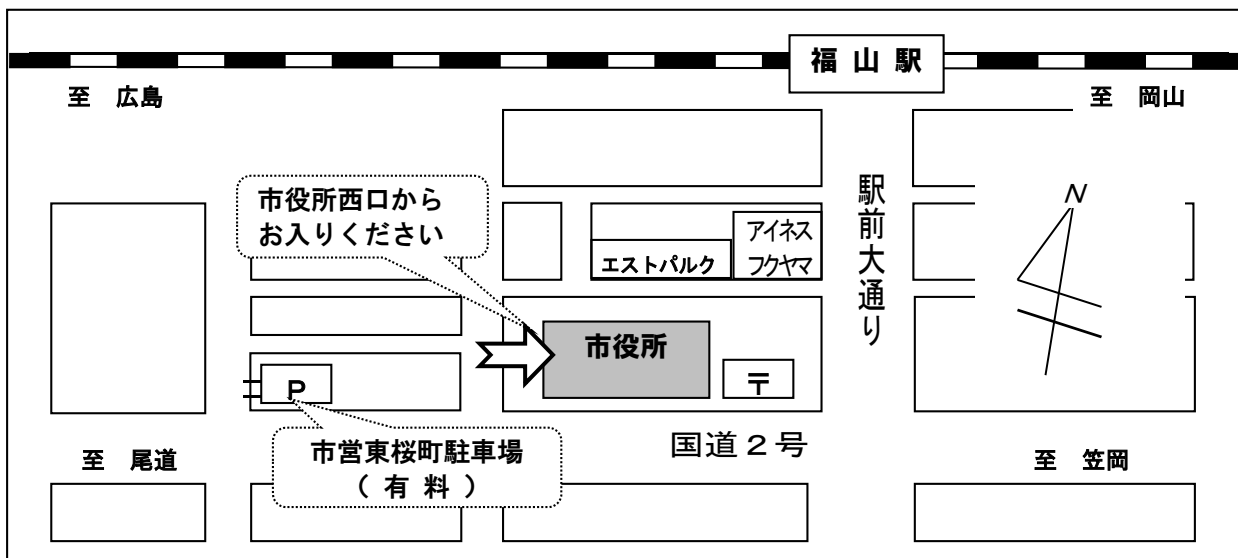 福 山 駅
至 広島
至 岡山
市役所西口から
お入りください
駅前大通り
N
アイネス
フクヤマ
エストパルク
市役所
〒
P
市営東桜町駐車場
( 有 料 )
国道2号
至 尾道
至 笠岡